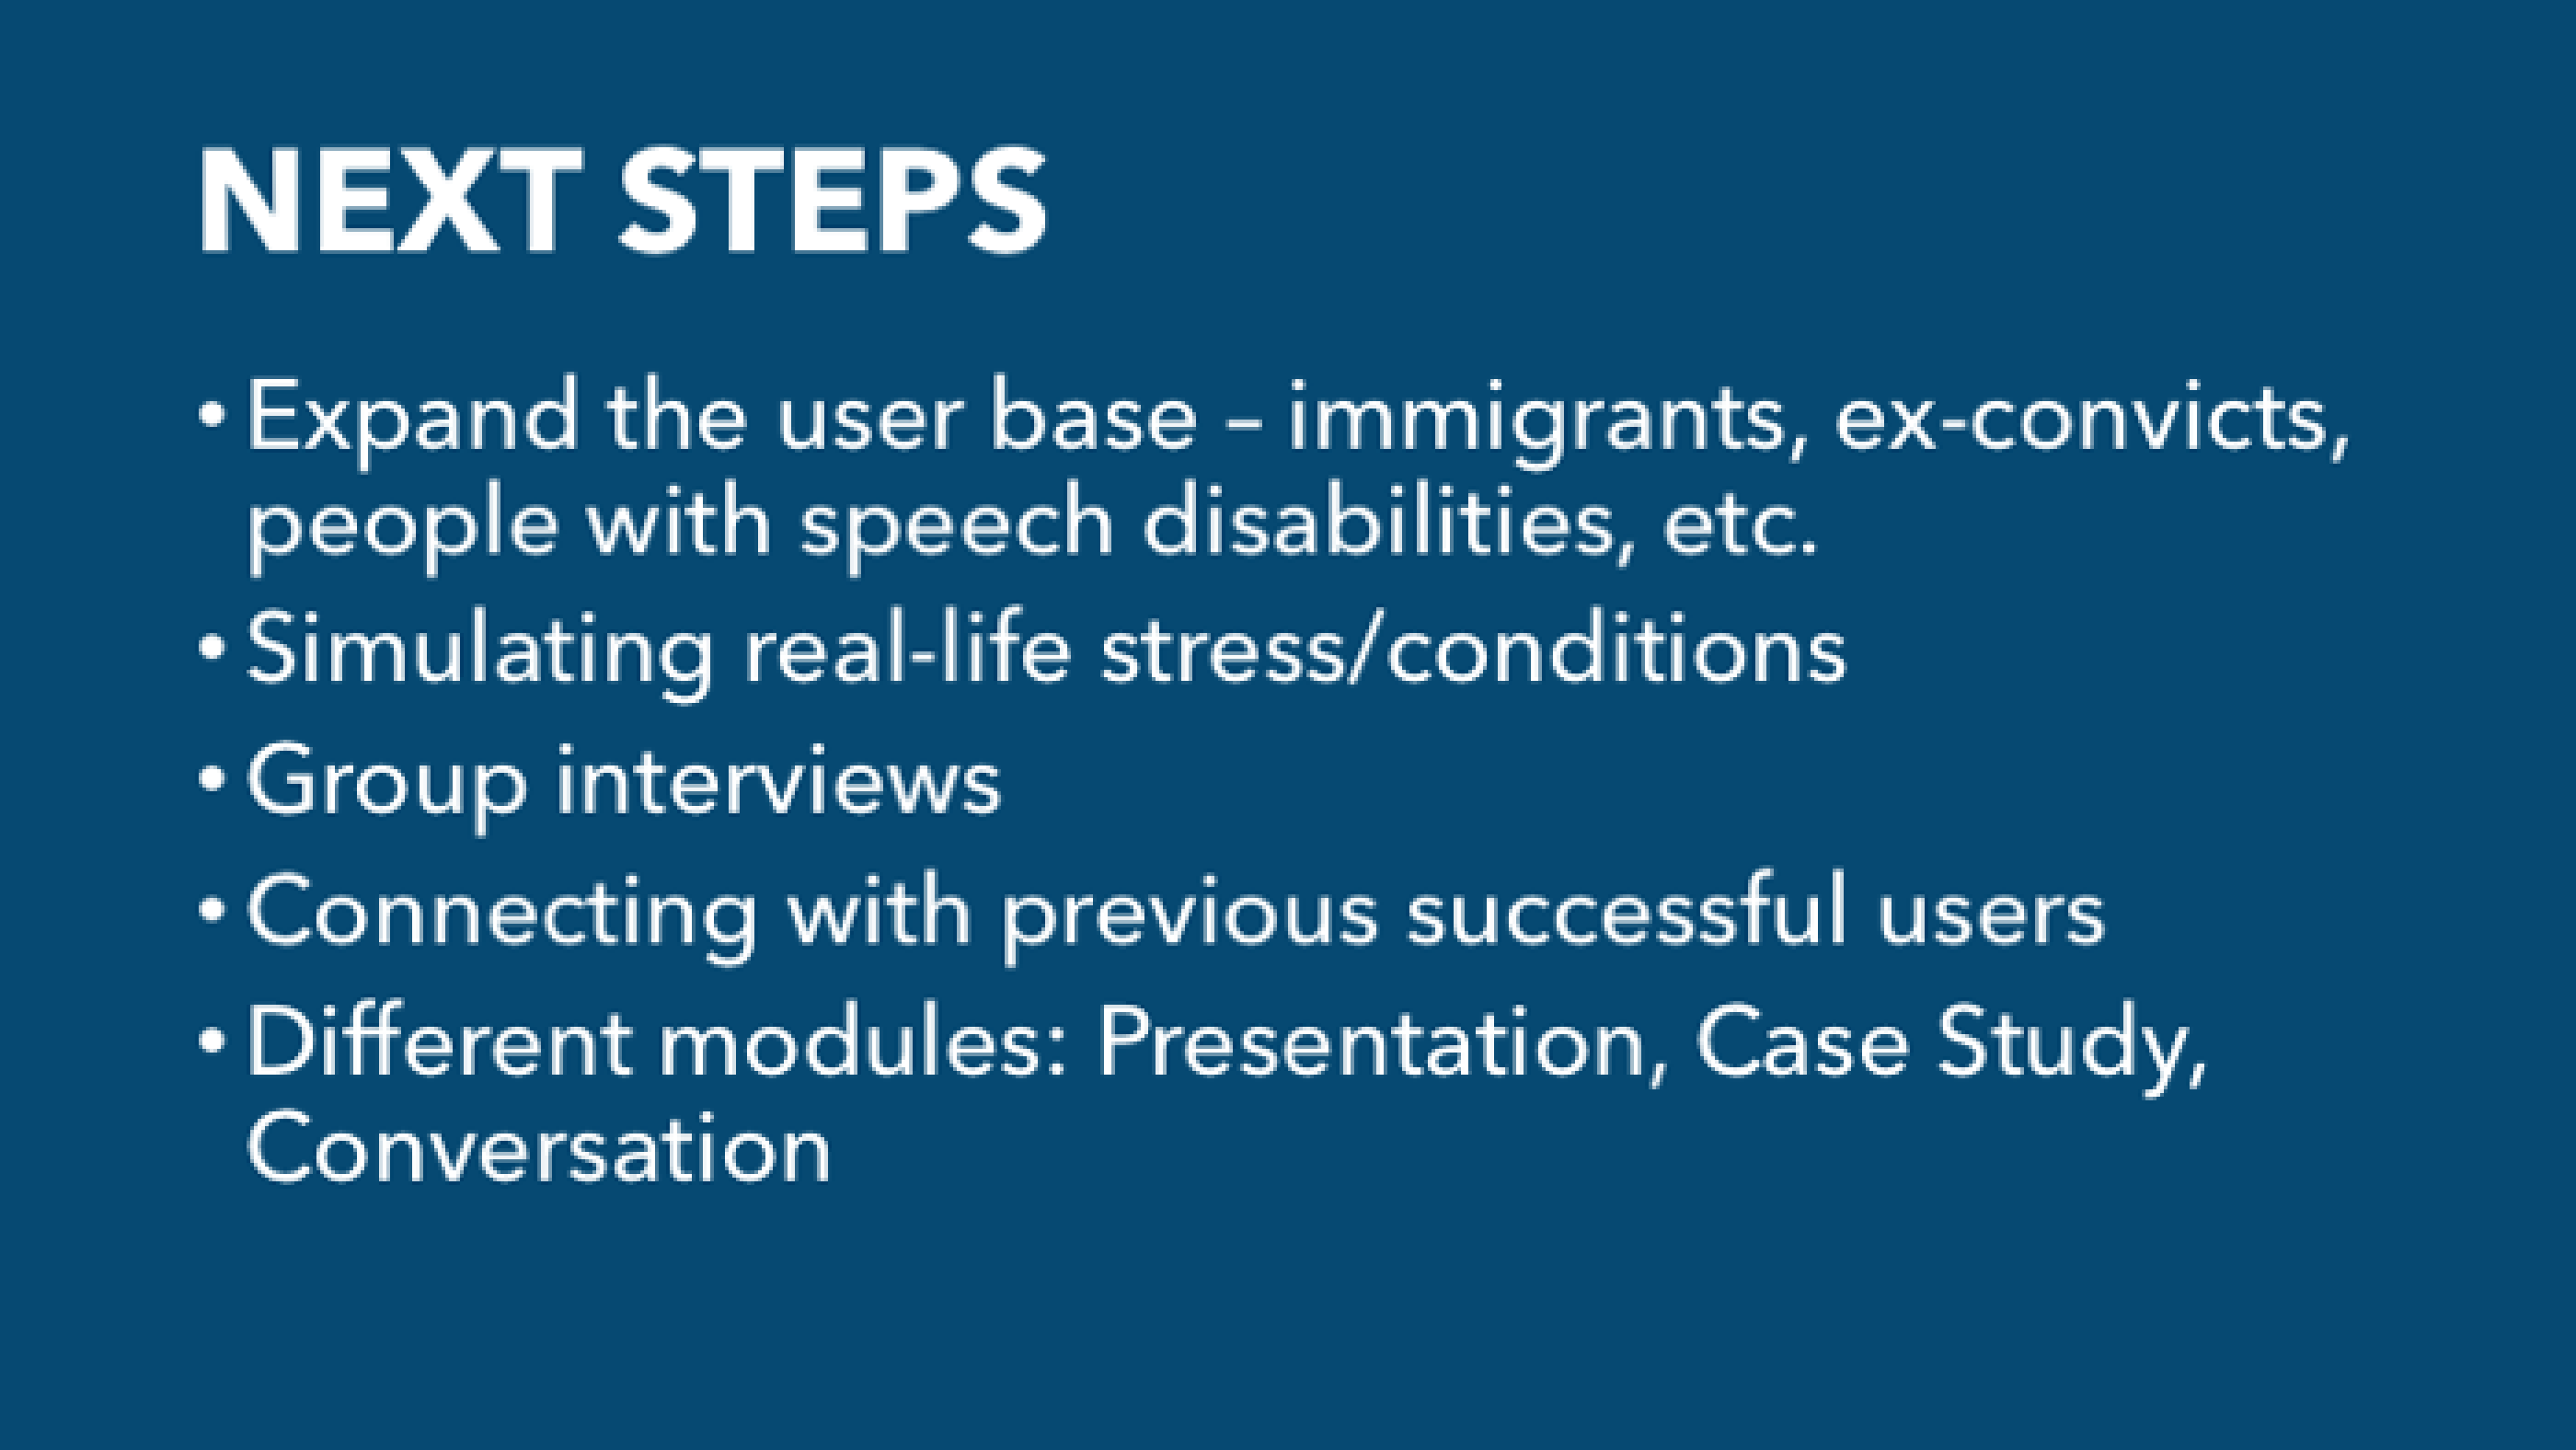 NEXT STEPS
• Expand the user base – immigrants, ex-convicts,
people with speech disabilities, etc.
• Simulating real-life stress/conditions
• Group interviews
• Connecting with previous successful users
• Different modules: Presentation, Case Study,
Conversation